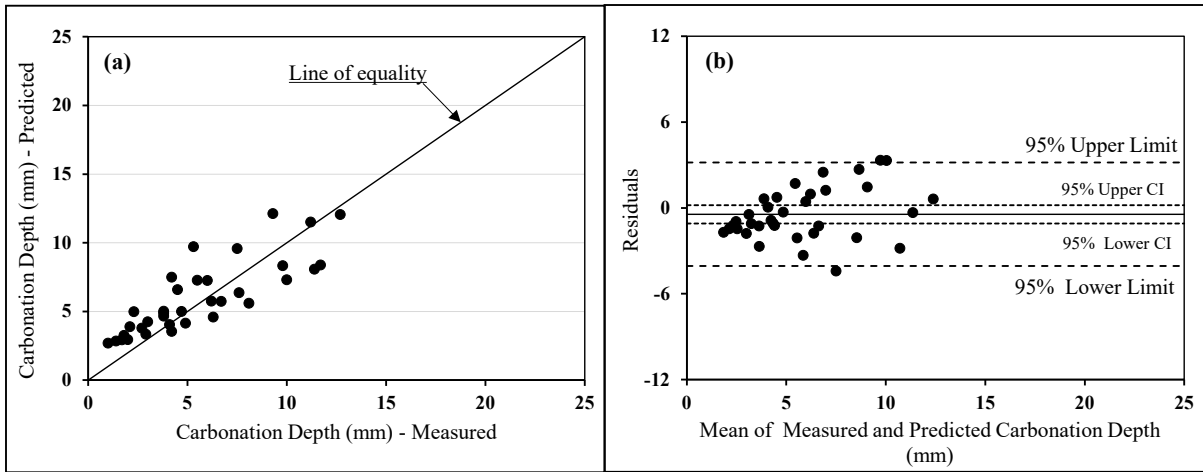 25
20
15
10
5
0
Carbonation Depth (mm) - Predicted
(a)
Line of equality
0 5 10 15 20 25
Carbonation Depth (mm) - Measured
12
6
0
-6
-12
Residuals
(b)
95% Upper Limit
95% Upper CI
95% Lower CI
95% Lower Limit
0 5 10 15 20 25
Mean of Measured and Predicted Carbonation Depth
(mm)